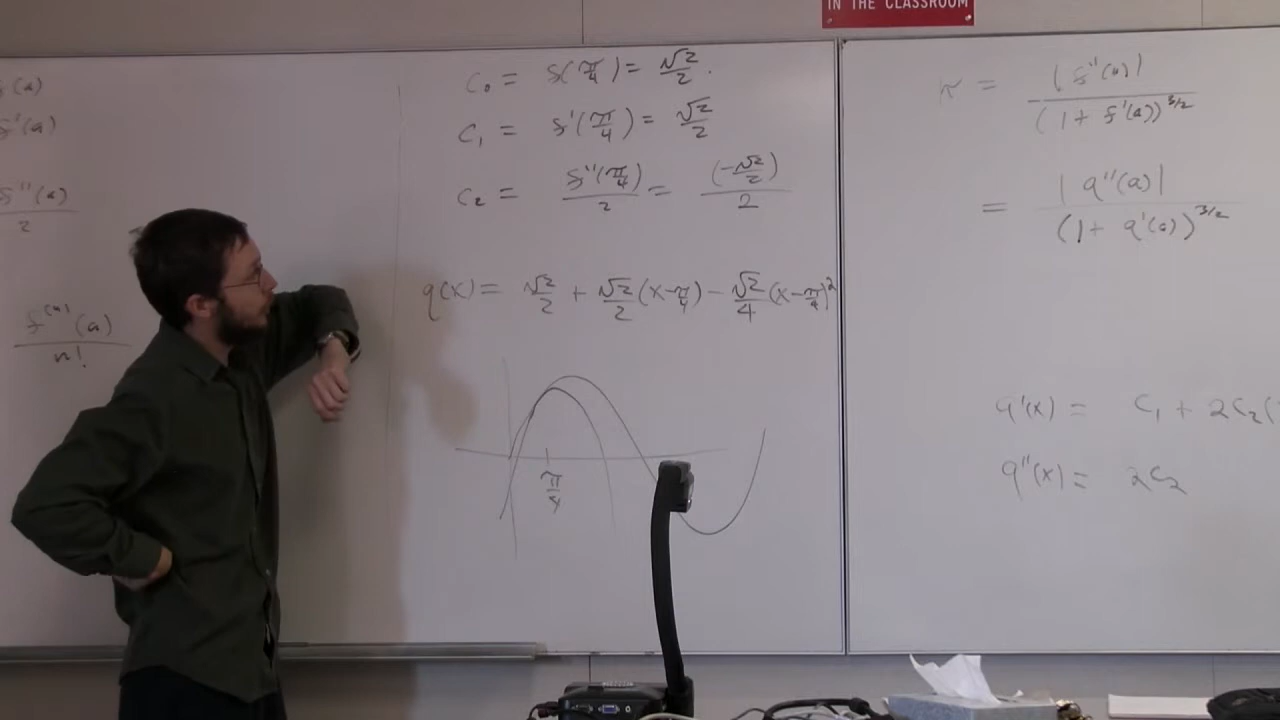 IN THE CLASSROOM
f(a)
f'(a)
f''(a)
2
f⁽ⁿ⁾(a)
n!
C₀ = f(π/4) = √2/2.
C₁ = f'(π/4) = √2/2
C₂ = f''(π/4)/2 = (-√2/2)/2
q(x) = √2/2 + √2/2(x-π/4) - √2/4(x-π/4)²
π/4
κ = |f''(a)|/(1+ f'(a))^3/2
= |q''(a)|/(1+ q'(a))^3/2
q'(x) = C₁ + 2C₂(
q''(x) = 2C₂